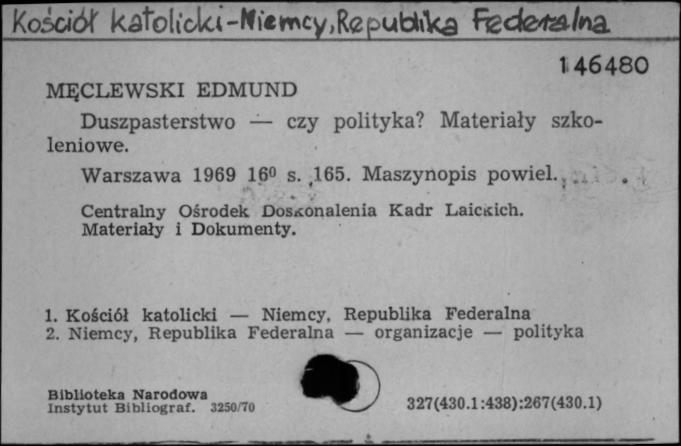 Kościół katolicki-Niemcy, Republika Federalna
146480
MĘCLEWSKI EDMUND
Duszpasterstwo — czy polityka? Materiały szko-
leniowe.
Warszawa 1969 16⁰ s. 165. Maszynopis powiel.
Centralny Ośrodek Doskonalenia Kadr Laickich.
Materiały i Dokumenty.
1. Kościół katolicki — Niemcy, Republika Federalna
2. Niemcy, Republika Federalna — organizacje — polityka
Biblioteka Narodowa
Instytut Bibliograf. 3250/70
327(430.1:438):267(430.1)